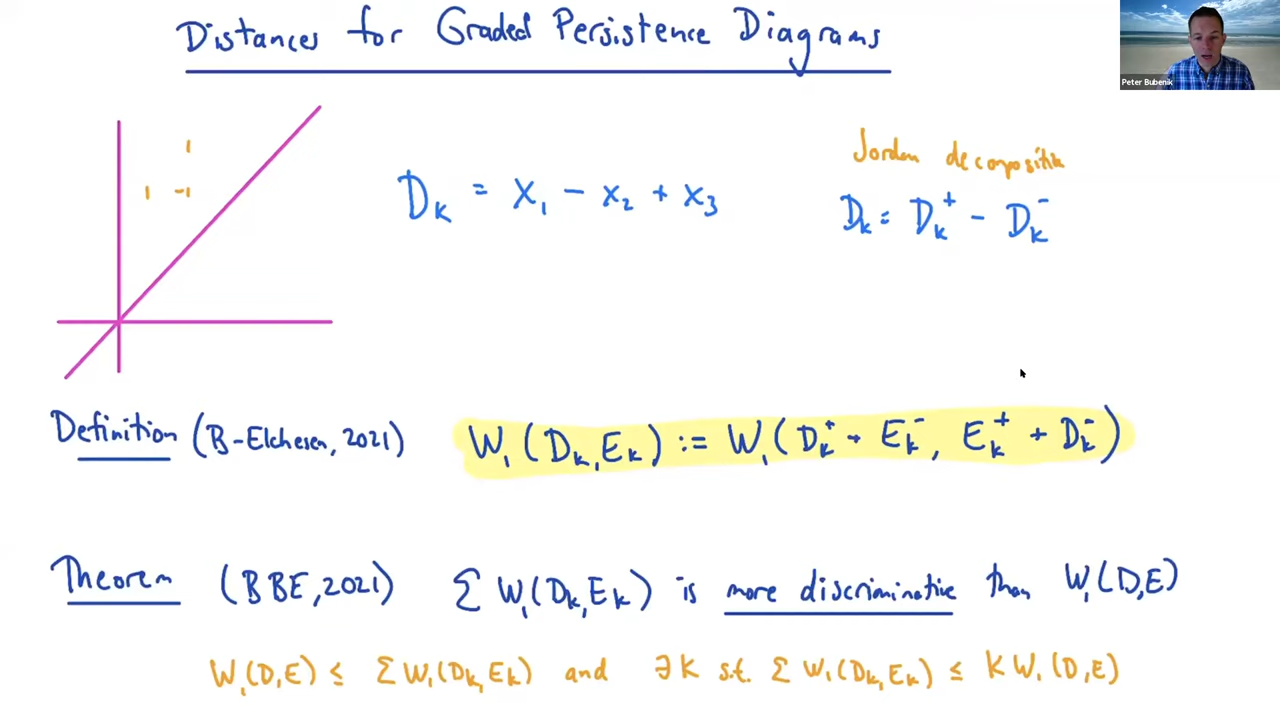 Distances for Graded Persistence Diagrams
Peter Bubenik
1
1 -1
D_k = x_1 - x_2 + x_3
Jordan decomposition
D_k = D_k^+ - D_k^-
Definition (B-Elchesen, 2021) W_1(D_k, E_k) := W_1(D_k^+ + E_k^-, E_k^+ + D_k^-)
Theorem (BBE, 2021) Σ W_1(D_k, E_k) is more discriminative than W_1(D,E)
W_1(D,E) ≤ Σ W_1(D_k, E_k) and ∃ K s.t. Σ W_1(D_k, E_k) ≤ K W_1(D,E)